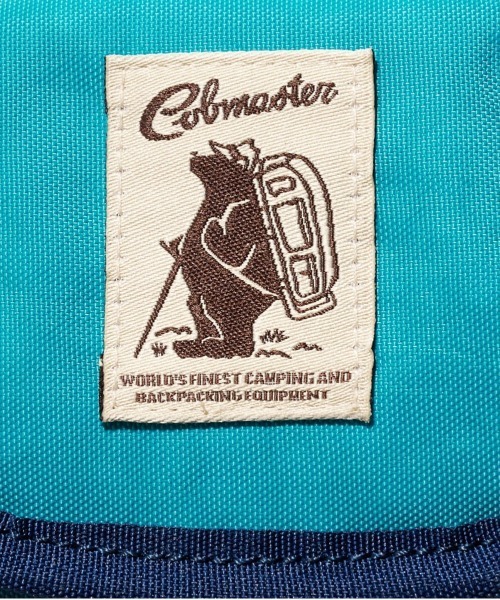 Cobmaster
WORLD'S FINEST CAMPING AND
BACKPACKING EQUIPMENT